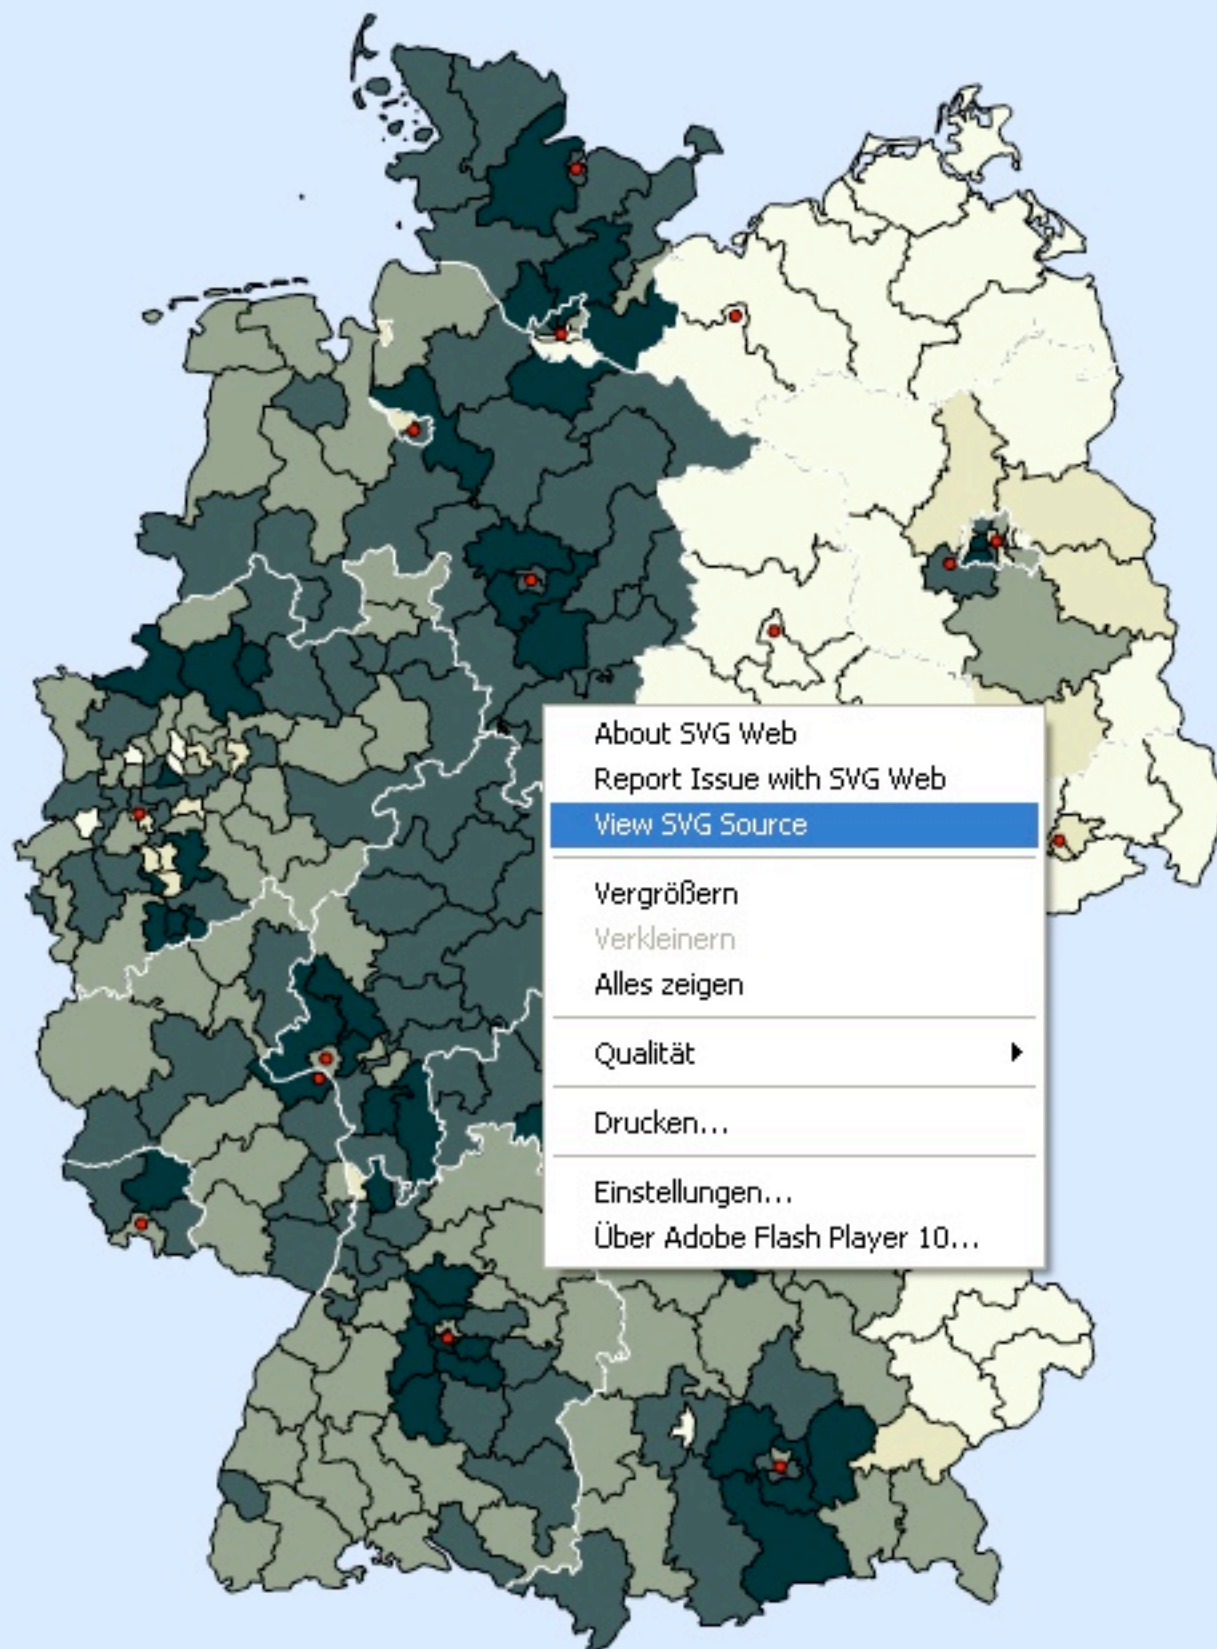 About SVG Web
Report Issue with SVG Web
View SVG Source
Vergrößern
Verkleinern
Alles zeigen
Qualität
Drucken...
Einstellungen...
Über Adobe Flash Player 10...